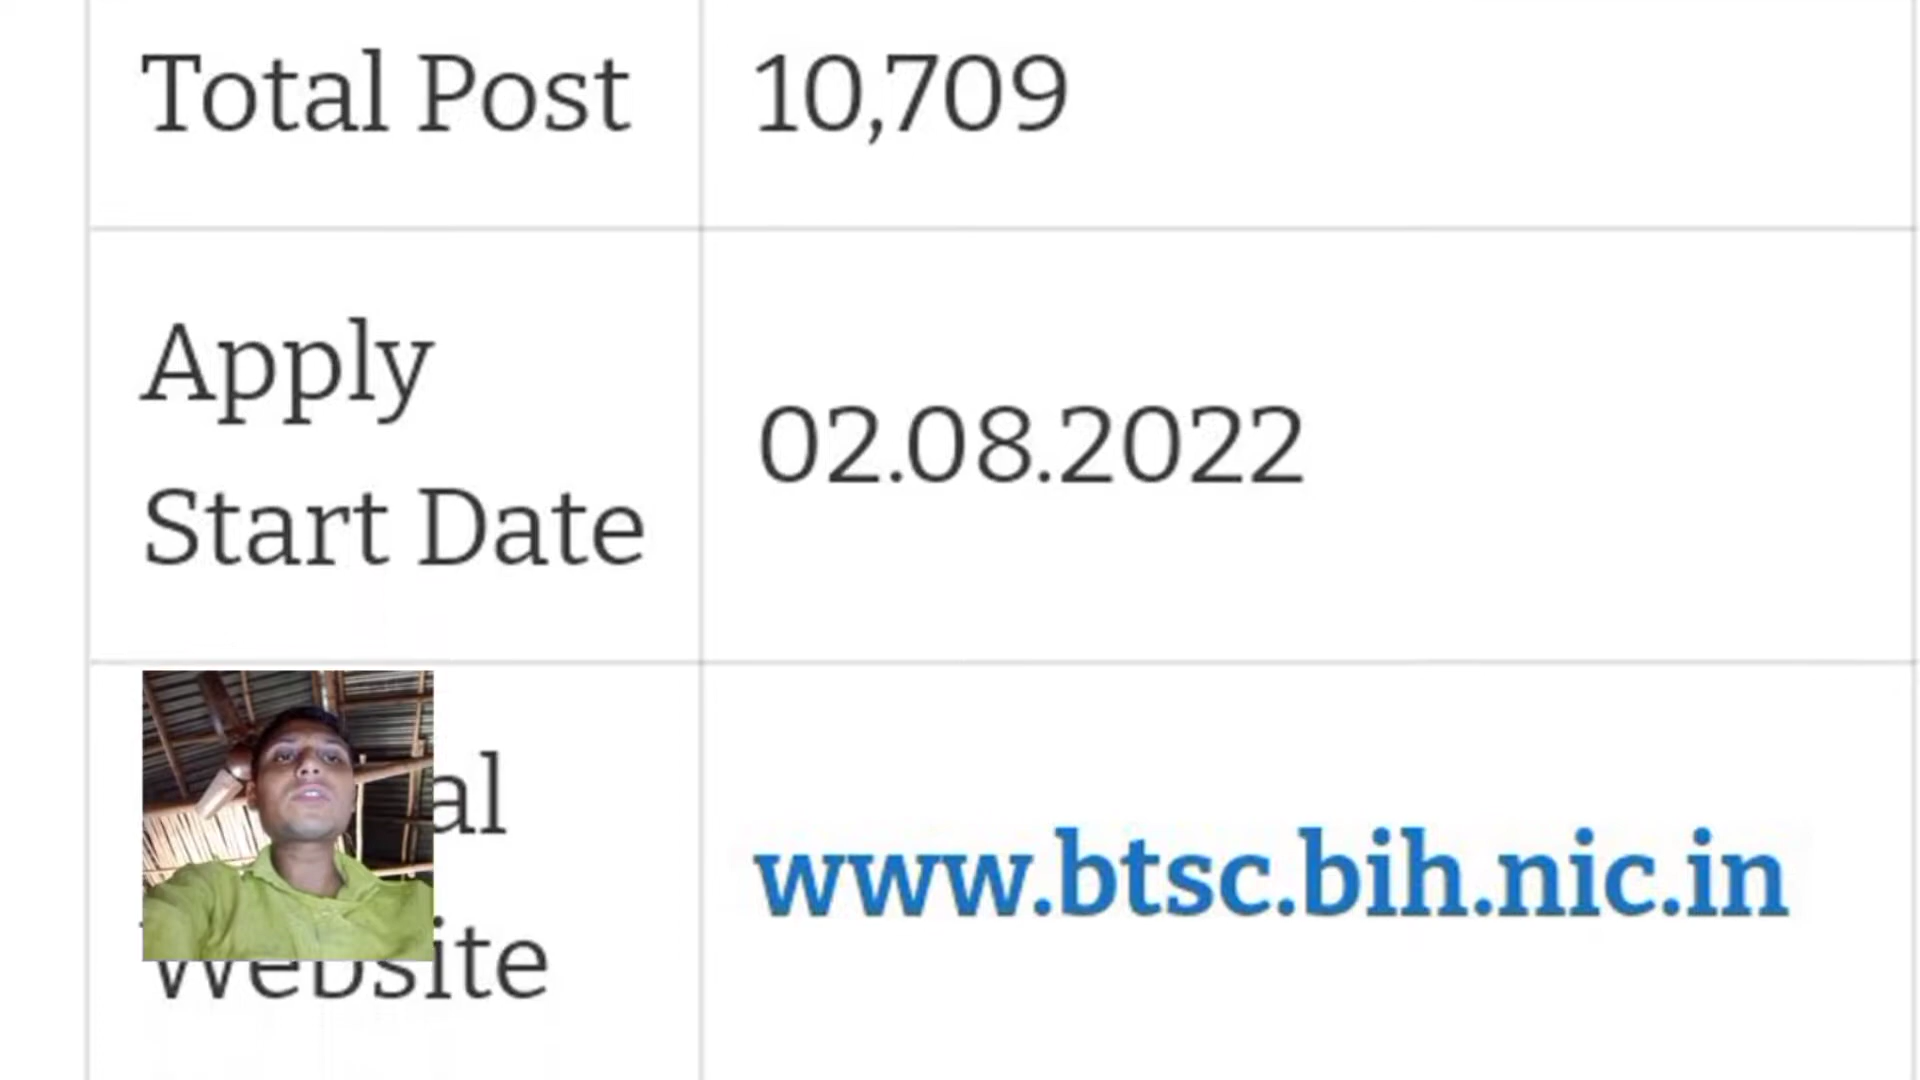 Total Post 10,709
Apply
Start Date
02.08.2022
al
Website
www.btsc.bih.nic.in